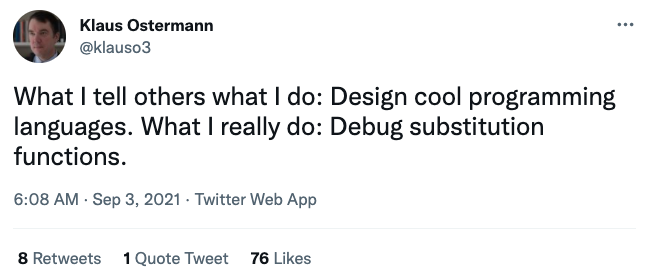 Klaus Ostermann
@klauso3
What I tell others what I do: Design cool programming
languages. What I really do: Debug substitution
functions.
6:08 AM · Sep 3, 2021 · Twitter Web App
8 Retweets 1 Quote Tweet 76 Likes